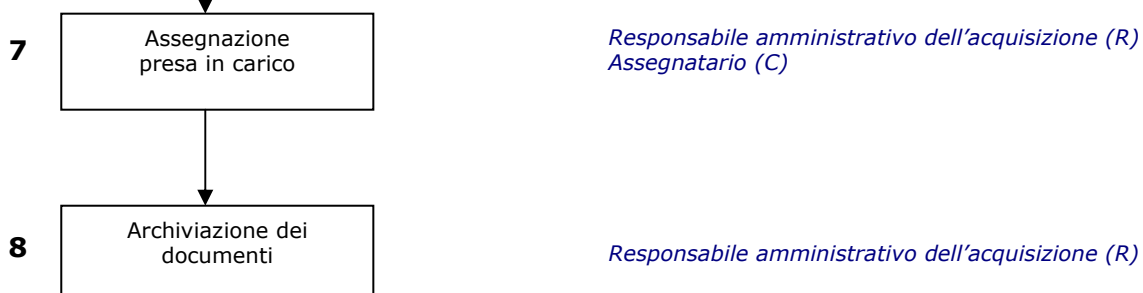 7
Assegnazione
presa in carico
Responsabile amministrativo dell’acquisizione (R)
Assegnatario (C)
8
Archiviazione dei
documenti
Responsabile amministrativo dell’acquisizione (R)